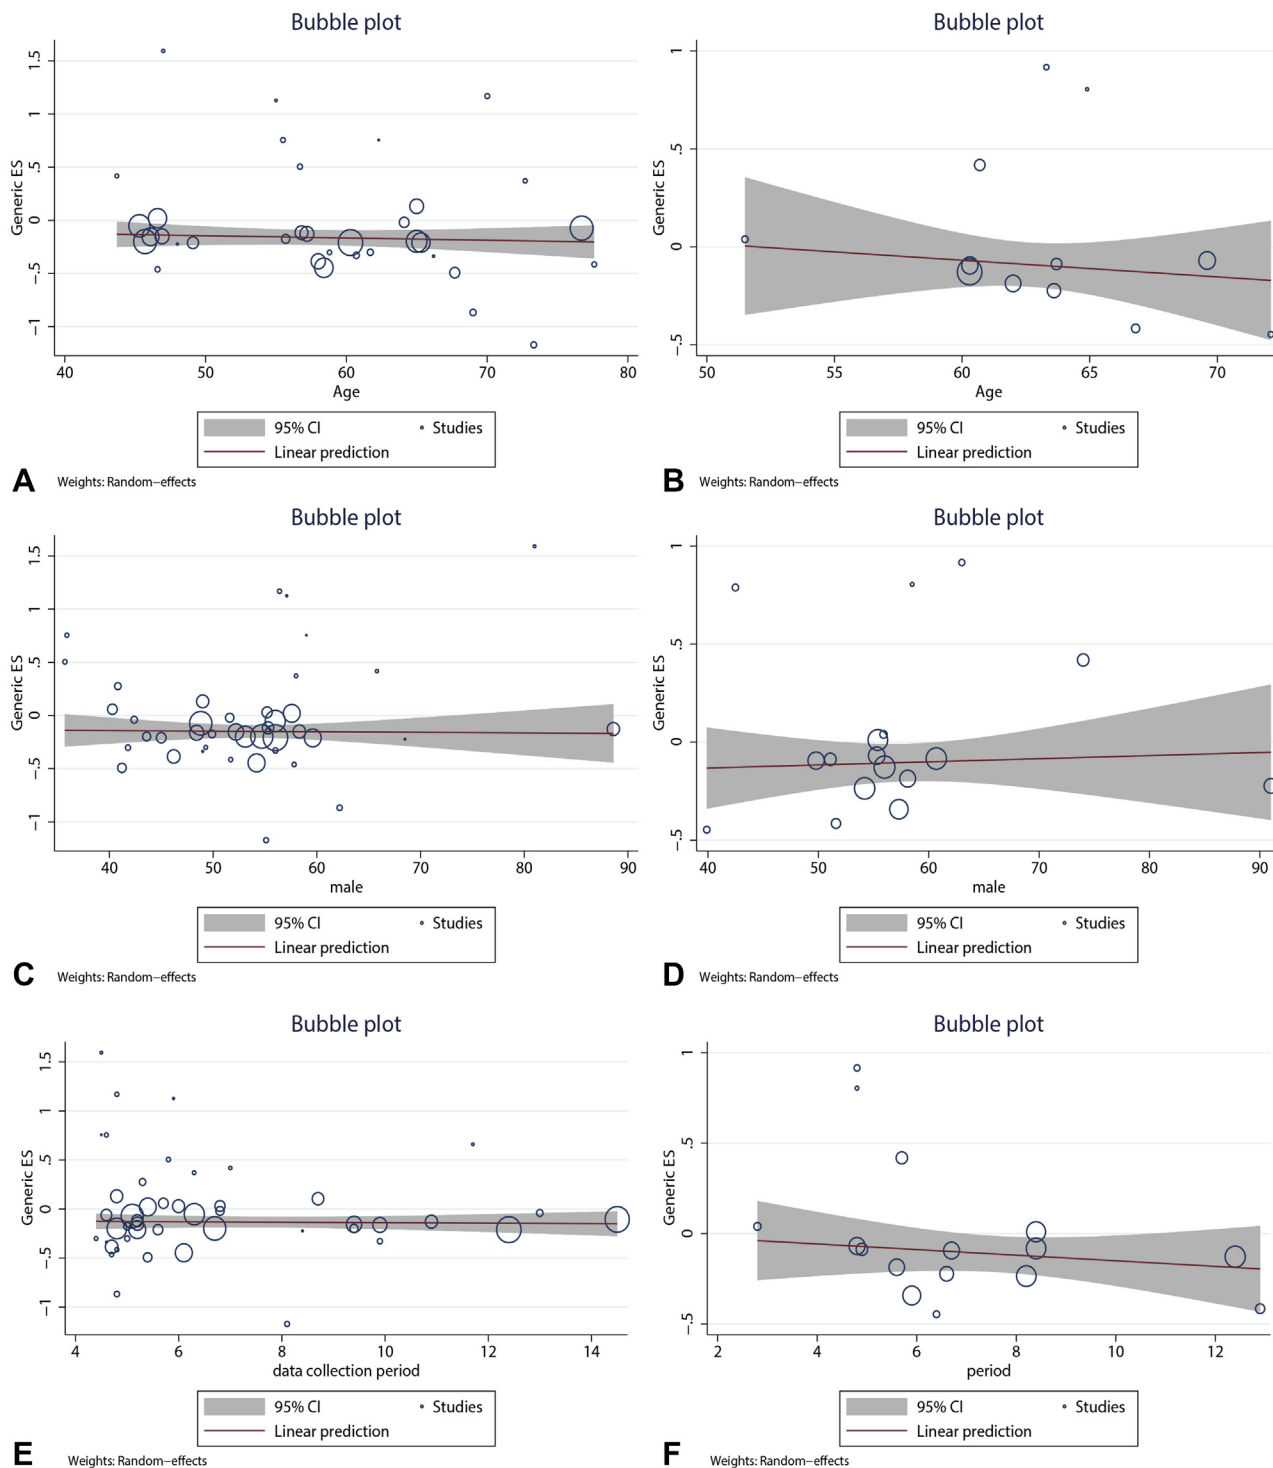 Bubble plot
Generic ES
1.5
1
.5
0
−.5
−1
40 50 60 70 80
Age
95% CI Studies
Linear prediction
A Weights: Random−effects
Bubble plot
Generic ES
1
.5
0
−.5
50 55 60 65 70
Age
95% CI Studies
Linear prediction
B Weights: Random−effects
Bubble plot
Generic ES
1.5
1
.5
0
−.5
−1
40 50 60 70 80 90
male
95% CI Studies
Linear prediction
C Weights: Random−effects
Bubble plot
Generic ES
1
.5
0
−.5
40 50 60 70 80 90
male
95% CI Studies
Linear prediction
D Weights: Random−effects
Bubble plot
Generic ES
1.5
1
.5
0
−.5
−1
4 6 8 10 12 14
data collection period
95% CI Studies
Linear prediction
E Weights: Random−effects
Bubble plot
Generic ES
1
.5
0
−.5
2 4 6 8 10 12
period
95% CI Studies
Linear prediction
F Weights: Random−effects